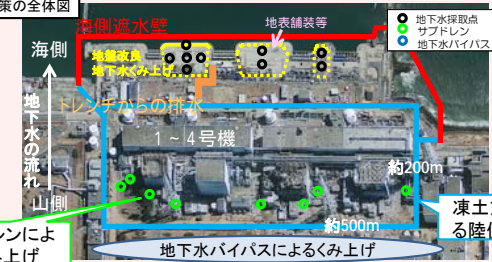 策の全体図
海側遮水壁
地表舗装等
地下水採取点
サブドレン
地下水バイパス
海側
地盤改良
地下水くみ上げ
トレンチからの排水
地下水の流れ
1~4号機
山側
約200m
約500m
レンによ
み上げ
凍土
る陸
地下水バイパスによるくみ上げ